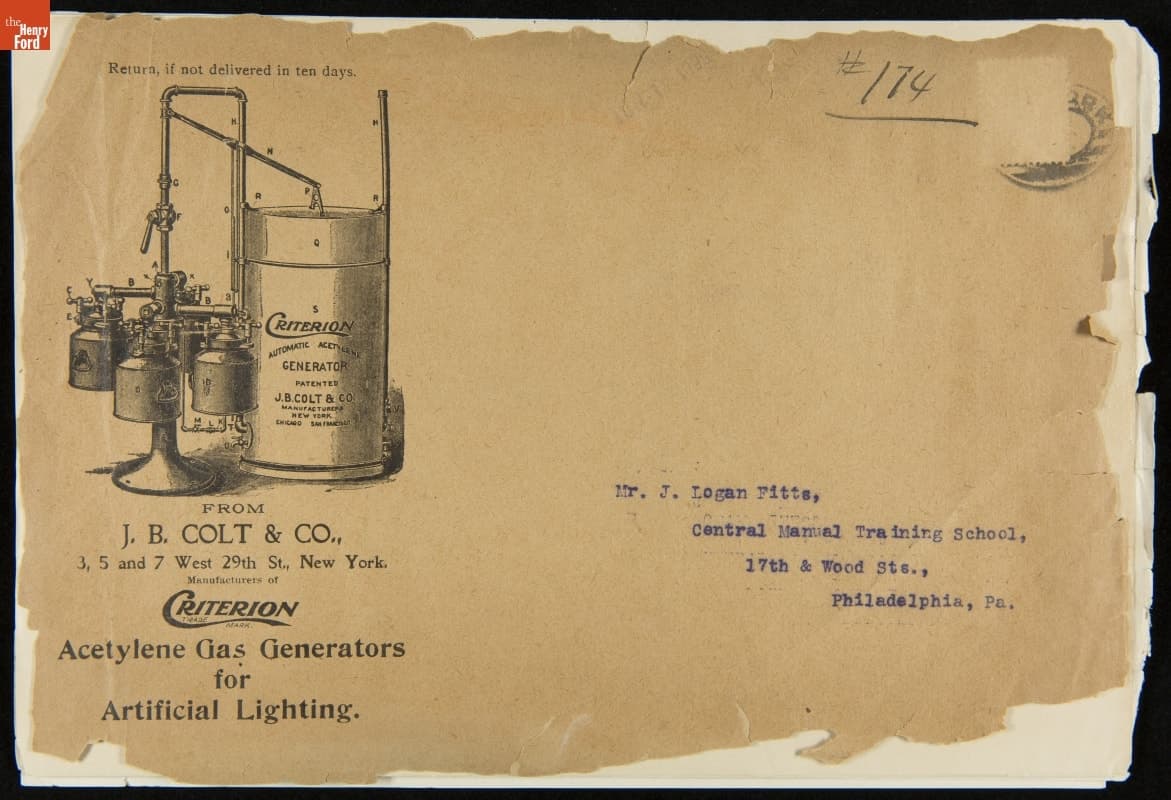 the
Henry
Ford
Return, if not delivered in ten days.
#174
CRITERION
AUTOMATIC ACETYLENE
GENERATOR
PATENTED
J.B.COLT & CO.
MANUFACTURERS
NEW YORK
CHICAGO SAN FRANCISCO
FROM
J. B. COLT & CO.,
3, 5 and 7 West 29th St., New York.
Manufacturers of
CRITERION
TRADE MARK.
Acetylene Gas Generators
for
Artificial Lighting.
Mr. J. Logan Fitts,
Central Manual Training School,
17th & Wood Sts.,
Philadelphia, Pa.